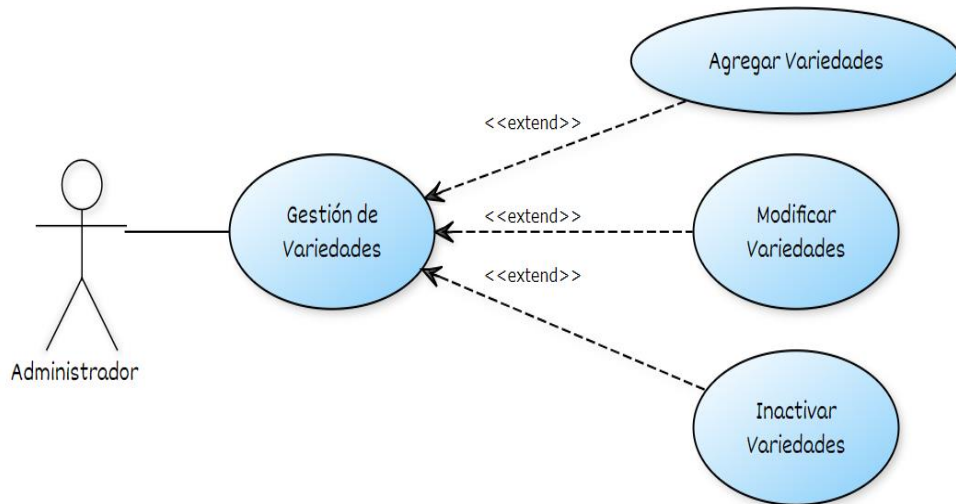 Agregar Variedades
<<extend>>
Gestión de
Variedades
<<extend>>
Modificar
Variedades
<<extend>>
Administrador
Inactivar
Variedades